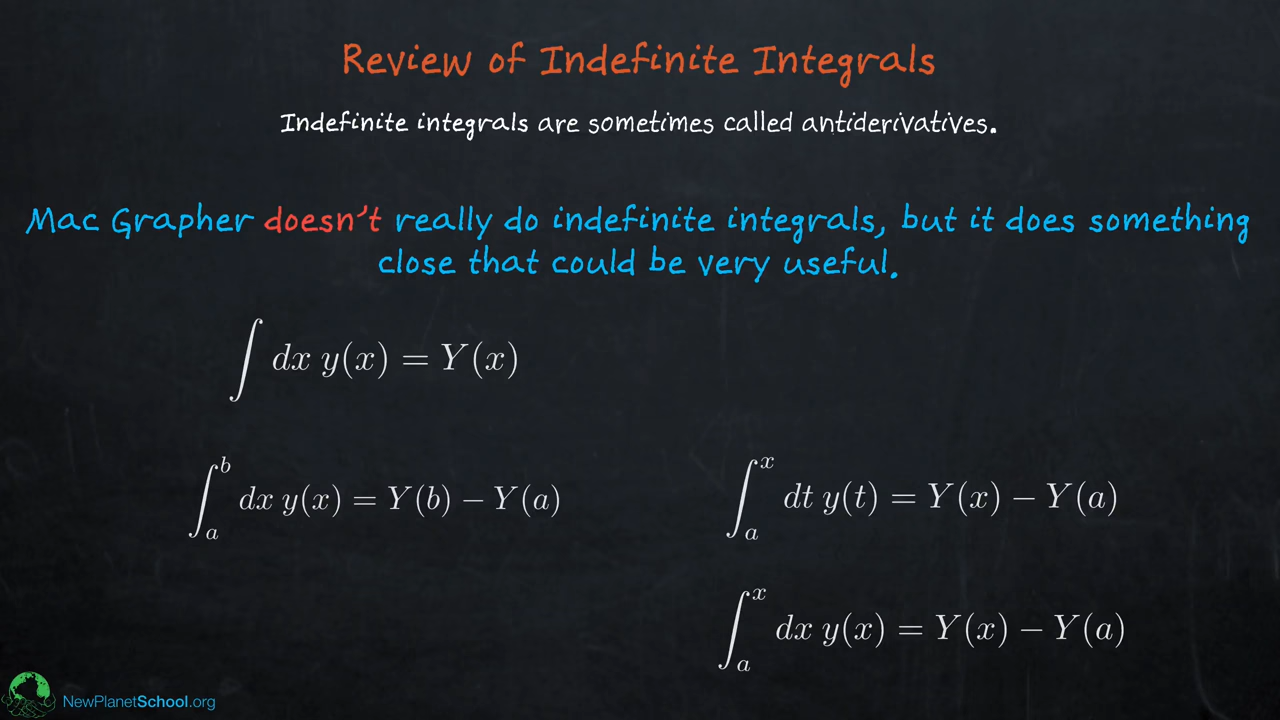 Review of Indefinite Integrals
Indefinite integrals are sometimes called antiderivatives.
Mac Grapher doesn't really do indefinite integrals, but it does something
close that could be very useful.
∫ dx y(x) = Y(x)
∫_a^b dx y(x) = Y(b) − Y(a)
∫_a^x dt y(t) = Y(x) − Y(a)
∫_a^x dx y(x) = Y(x) − Y(a)
NewPlanetSchool.org